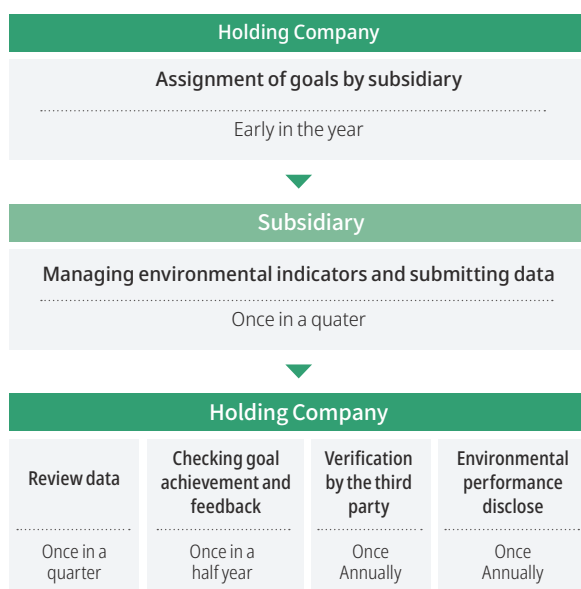 Holding Company
Assignment of goals by subsidiary
Early in the year
Subsidiary
Managing environmental indicators and submitting data
Once in a quater
Holding Company
Review data
Once in a
quarter
Checking goal
achievement and
feedback
Once in a
half year
Verification
by the third
party
Once
Annually
Environmental
performance
disclose
Once
Annually